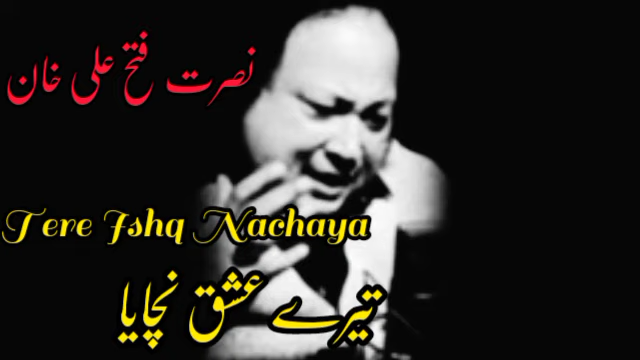 نصرت فتح علی خان
Tere Ishq Nachaya
تیرے عشق نچایا